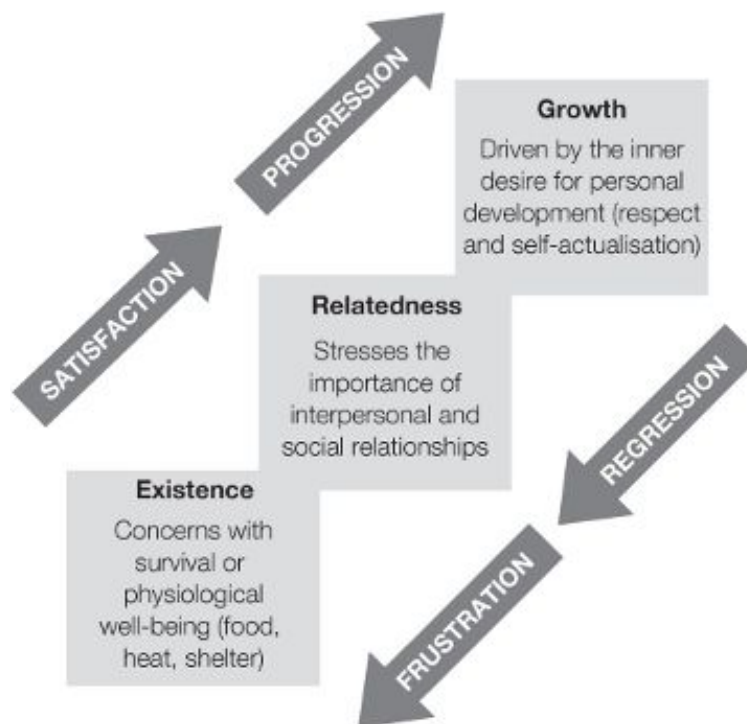 PROGRESSION
SATISFACTION
Growth
Driven by the inner
desire for personal
development (respect
and self-actualisation)
Relatedness
Stresses the
importance of
interpersonal and
social relationships
Existence
Concerns with
survival or
physiological
well-being (food,
heat, shelter)
REGRESSION
FRUSTRATION